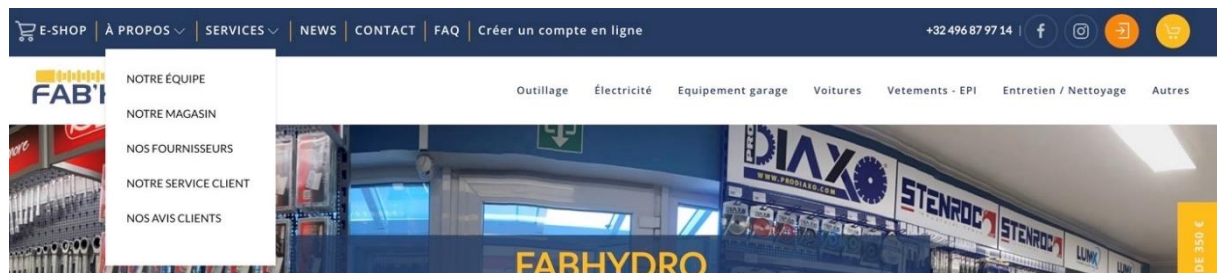 E-SHOP À PROPOS SERVICES NEWS CONTACT FAQ Créer un compte en ligne +32 496 87 97 14
NOTRE ÉQUIPE
NOTRE MAGASIN
NOS FOURNISSEURS
NOTRE SERVICE CLIENT
NOS AVIS CLIENTS
FAB'H
Outillage Électricité Equipement garage Voitures Vetements - EPI Entretien / Nettoyage Autres
PRO DIAXO
WWW.PRODIAXO.COM
STENROC
STENROC
LUMX
DE 350 €
FABHYDRO